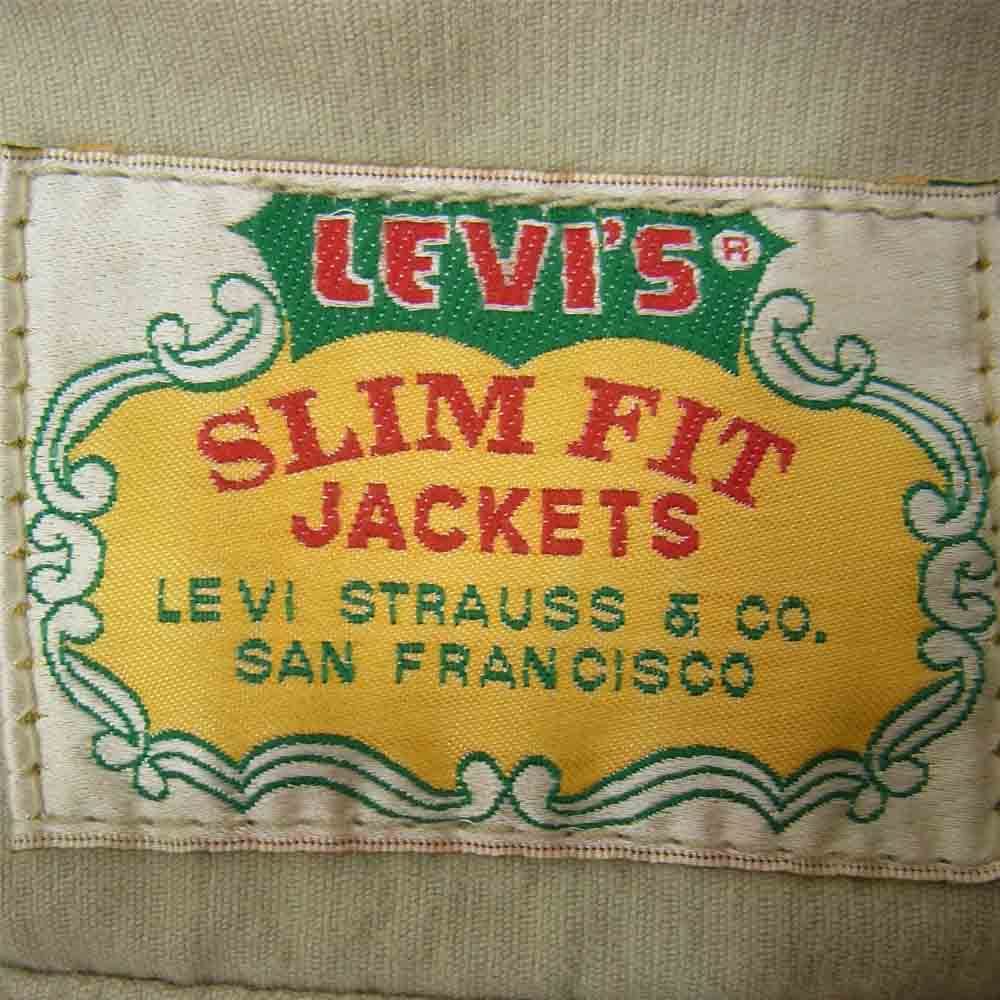 LEVI'S®
SLIM FIT
JACKETS
LEVI STRAUSS & CO.
SAN FRANCISCO